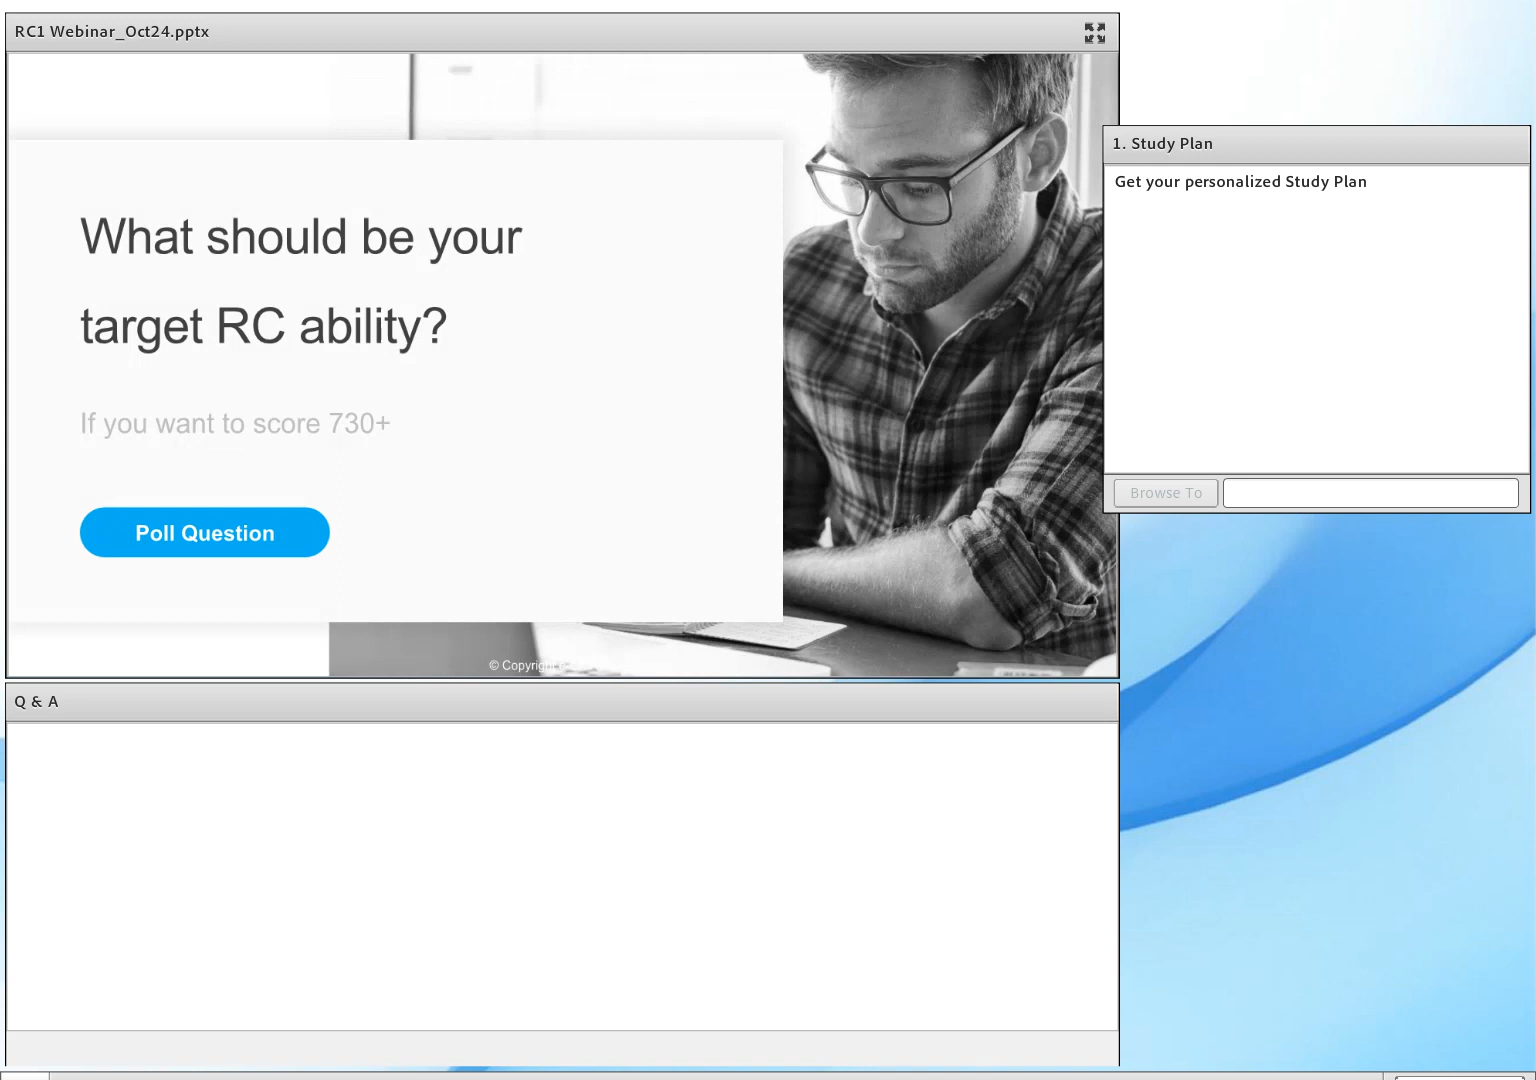 RC1 Webinar_Oct24.pptx
What should be your
target RC ability?
If you want to score 730+
Poll Question
© Copyright
1. Study Plan
Get your personalized Study Plan
Browse To
Q & A